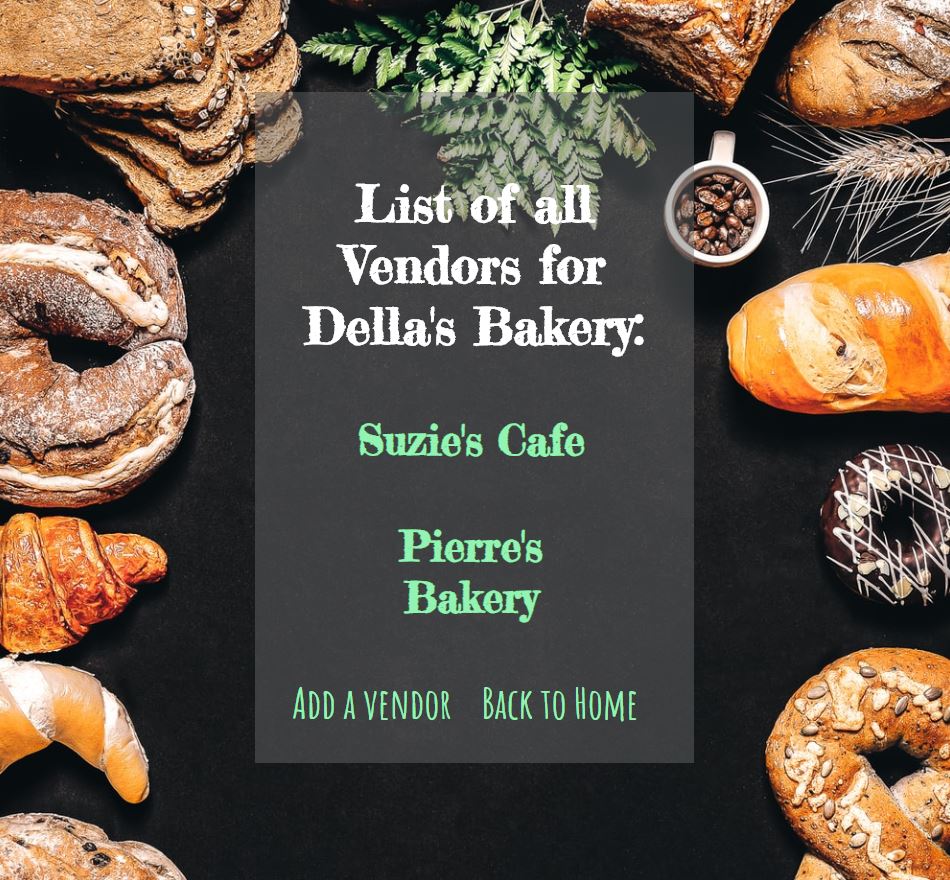 List of all
Vendors for
Della's Bakery:
Suzie's Cafe
Pierre's
Bakery
Add a vendor Back to Home